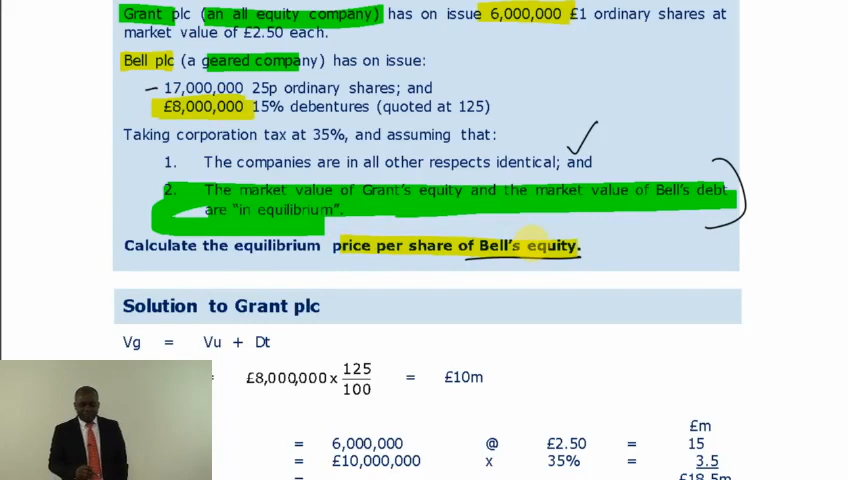 Grant plc (an all equity company) has on issue 6,000,000 £1 ordinary shares at
market value of £2.50 each.
Bell plc (a geared company) has on issue:
17,000,000 25p ordinary shares; and
£8,000,000 15% debentures (quoted at 125)
Taking corporation tax at 35%, and assuming that:
1. The companies are in all other respects identical; and
2. The market value of Grant's equity and the market value of Bell's debt
are "in equilibrium".
Calculate the equilibrium price per share of Bell's equity.
Solution to Grant plc
Vg = Vu + Dt
= £8,000,000 x 125/100 = £10m
£m
= 6,000,000 @ £2.50 = 15
= £10,000,000 x 35% = 3.5
= £18.5m